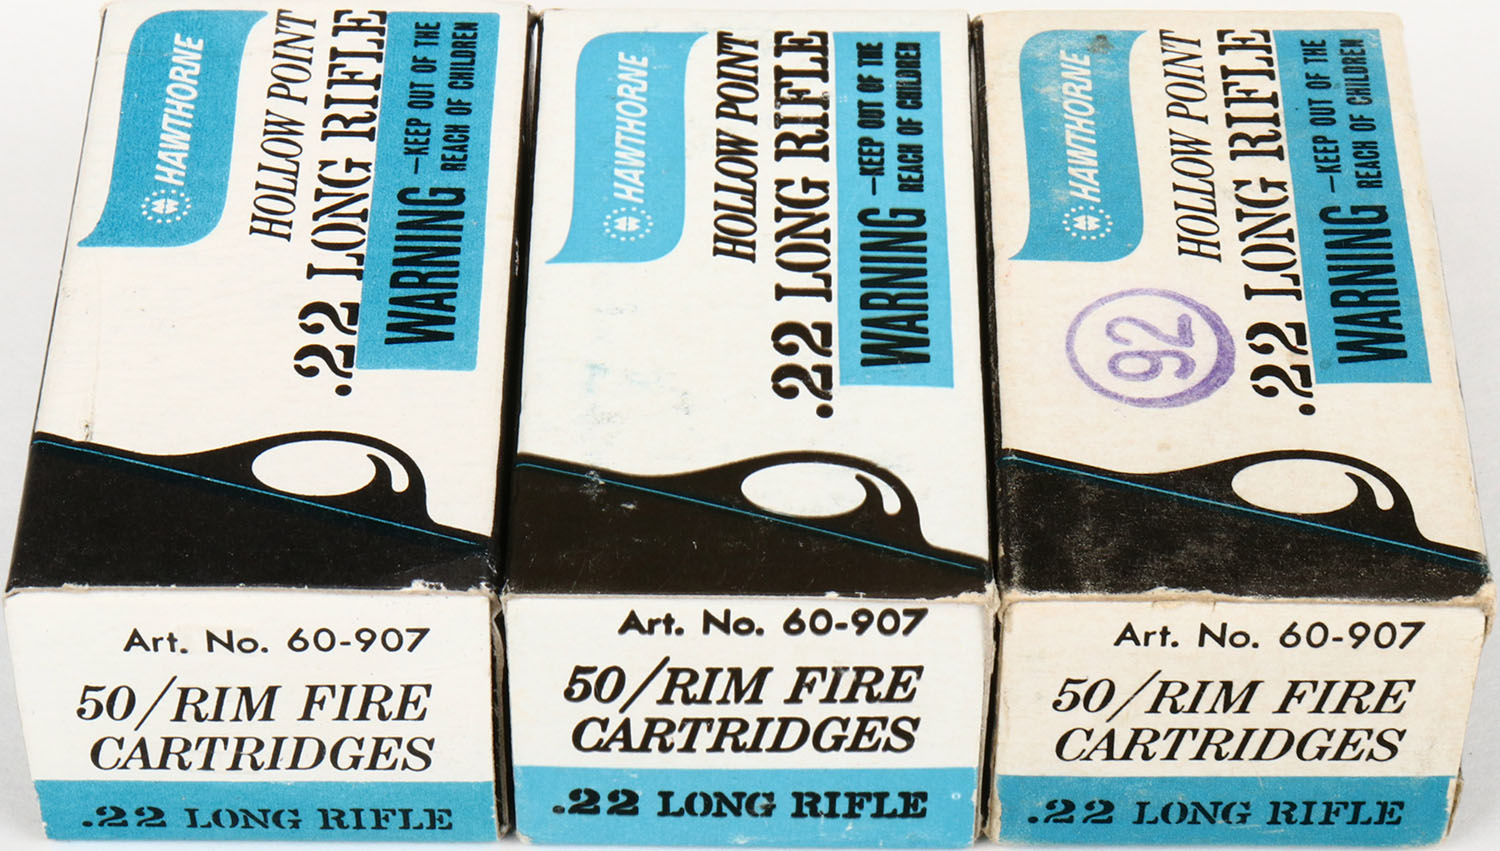 HAWTHORNE
HOLLOW POINT
.22 LONG RIFLE
WARNING -KEEP OUT OF THE
REACH OF CHILDREN
Art. No. 60-907
50/RIM FIRE
CARTRIDGES
.22 LONG RIFLE
HAWTHORNE
HOLLOW POINT
.22 LONG RIFLE
WARNING -KEEP OUT OF THE
REACH OF CHILDREN
Art. No. 60-907
50/RIM FIRE
CARTRIDGES
.22 LONG RIFLE
HAWTHORNE
HOLLOW POINT
.22 LONG RIFLE
WARNING -KEEP OUT OF THE
REACH OF CHILDREN
92
Art. No. 60-907
50/RIM FIRE
CARTRIDGES
.22 LONG RIFLE